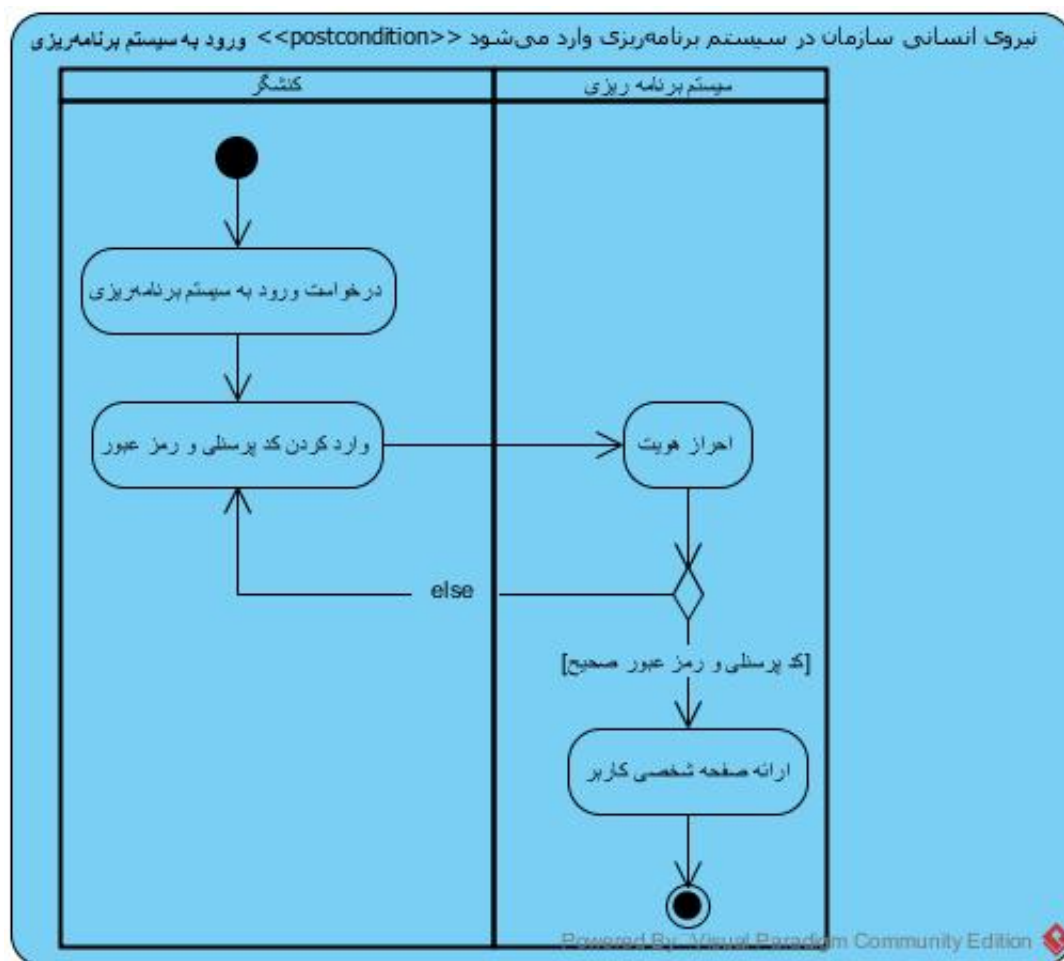 ورود به سیستم برنامه‌ریزی <<postcondition>> نیروی انسانی سازمان در سیستم برنامه‌ریزی وارد می‌شود
کنشگر
سیستم برنامه ریزی
درخواست ورود به سیستم برنامه‌ریزی
وارد کردن کد پرسنلی و رمز عبور
احراز هویت
else
[کد پرسنلی و رمز عبور صحیح]
ارائه صفحه شخصی کاربر
Powered By Visual Paradigm Community Edition